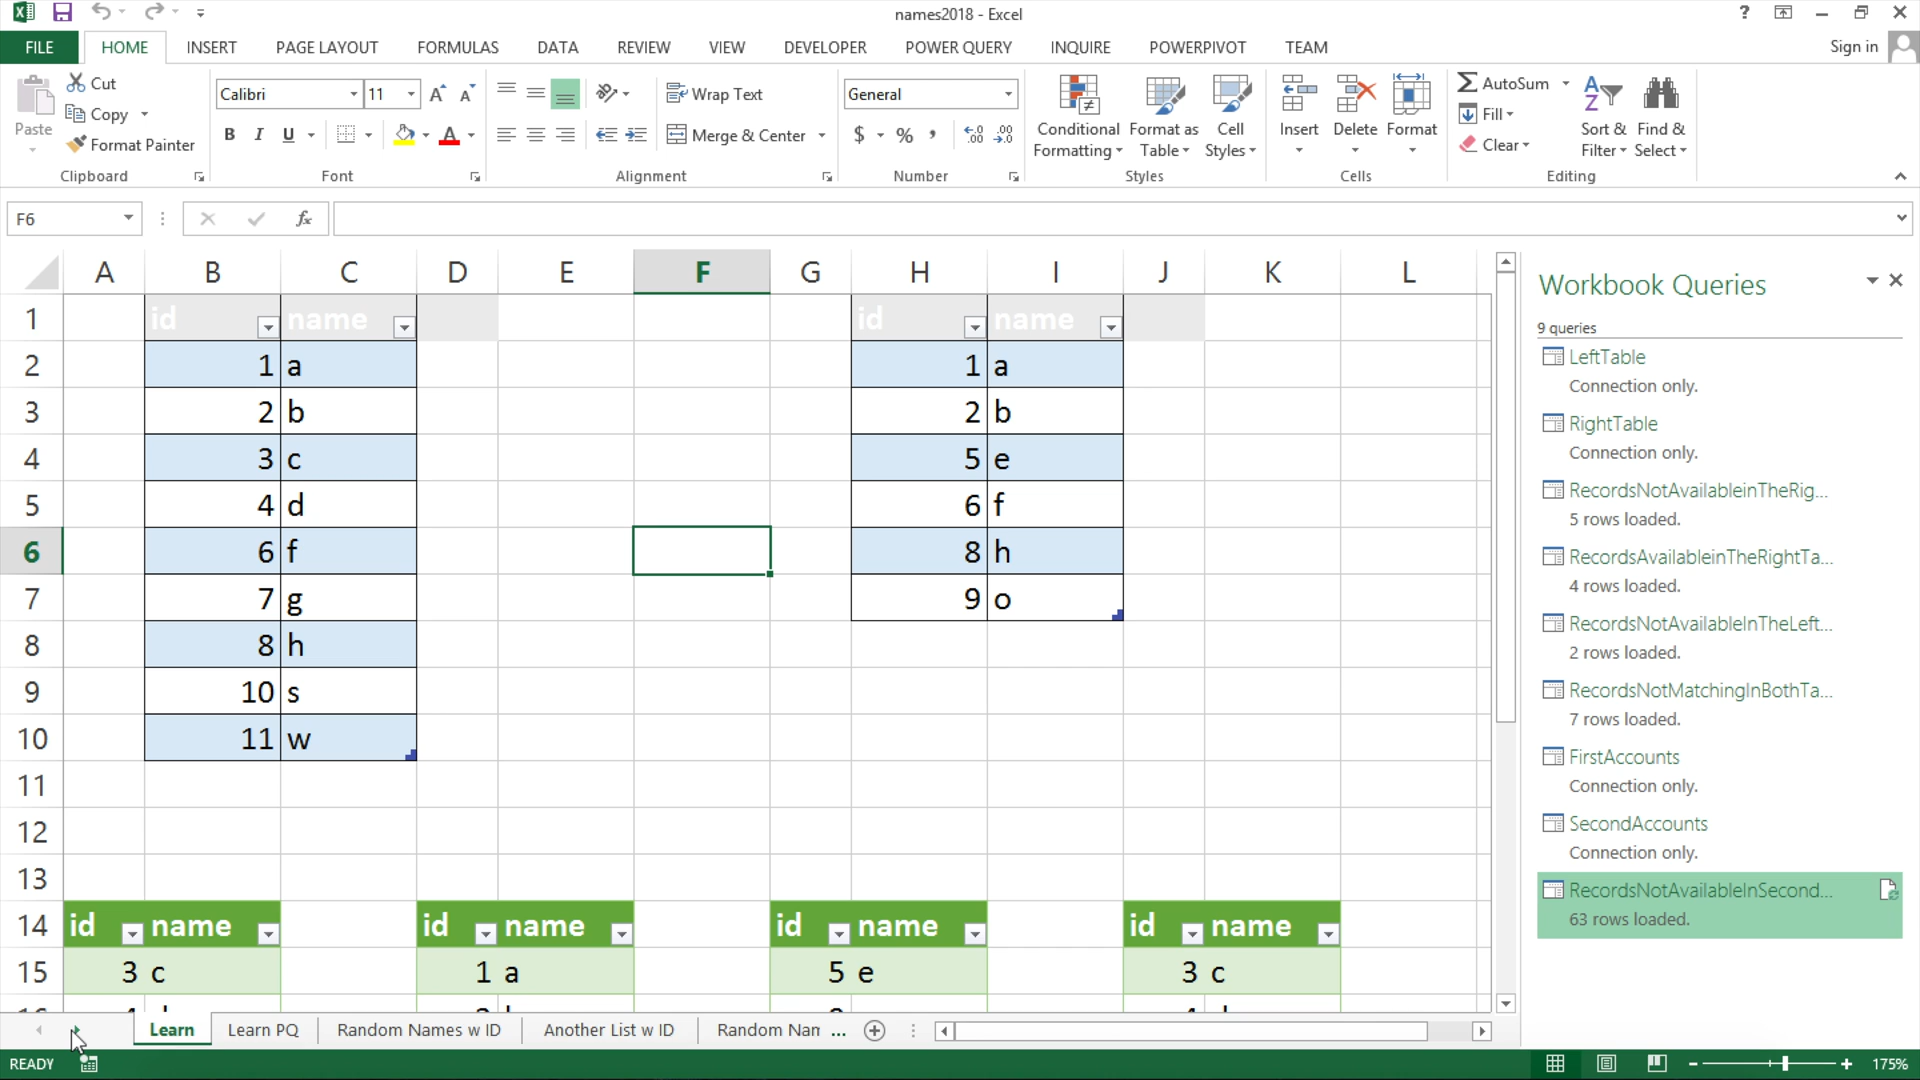 names2018 - Excel
?
FILE HOME INSERT PAGE LAYOUT FORMULAS DATA REVIEW VIEW DEVELOPER POWER QUERY INQUIRE POWERPIVOT TEAM Sign in
Paste
Cut
Copy
Format Painter
Clipboard
Calibri 11
B I U
Font
Wrap Text
Merge & Center
Alignment
General
$ % ,
Number
Conditional Formatting
Format as Table
Cell Styles
Styles
Insert Delete Format
Cells
AutoSum
Fill
Clear
Sort & Filter
Find & Select
Editing
F6 fx
A B C D E F G H I J K L
1 id name id name
2 1 a 1 a
3 2 b 2 b
4 3 c 5 e
5 4 d 6 f
6 6 f 8 h
7 7 g 9 o
8 8 h
9 10 s
10 11 w
11
12
13
14 id name id name id name id name
15 3 c 1 a 5 e 3 c
Workbook Queries
9 queries
LeftTable
Connection only.
RightTable
Connection only.
RecordsNotAvailableinTheRig...
5 rows loaded.
RecordsAvailableinTheRightTa...
4 rows loaded.
RecordsNotAvailableInTheLeft...
2 rows loaded.
RecordsNotMatchingInBothTa...
7 rows loaded.
FirstAccounts
Connection only.
SecondAccounts
Connection only.
RecordsNotAvailableInSecond...
63 rows loaded.
Learn Learn PQ Random Names w ID Another List w ID Random Nam ...
READY 175%